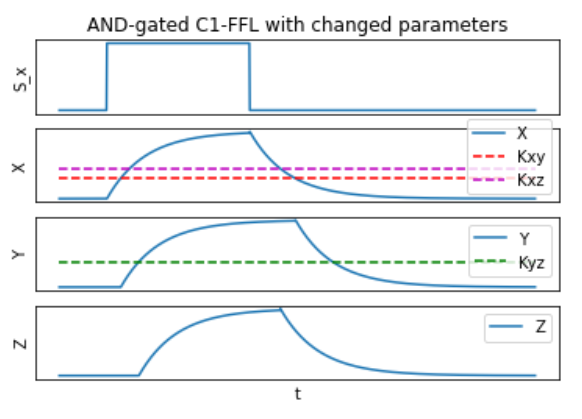 AND-gated C1-FFL with changed parameters
S_x
X
X
Kxy
Kxz
Y
Y
Kyz
Z
Z
t